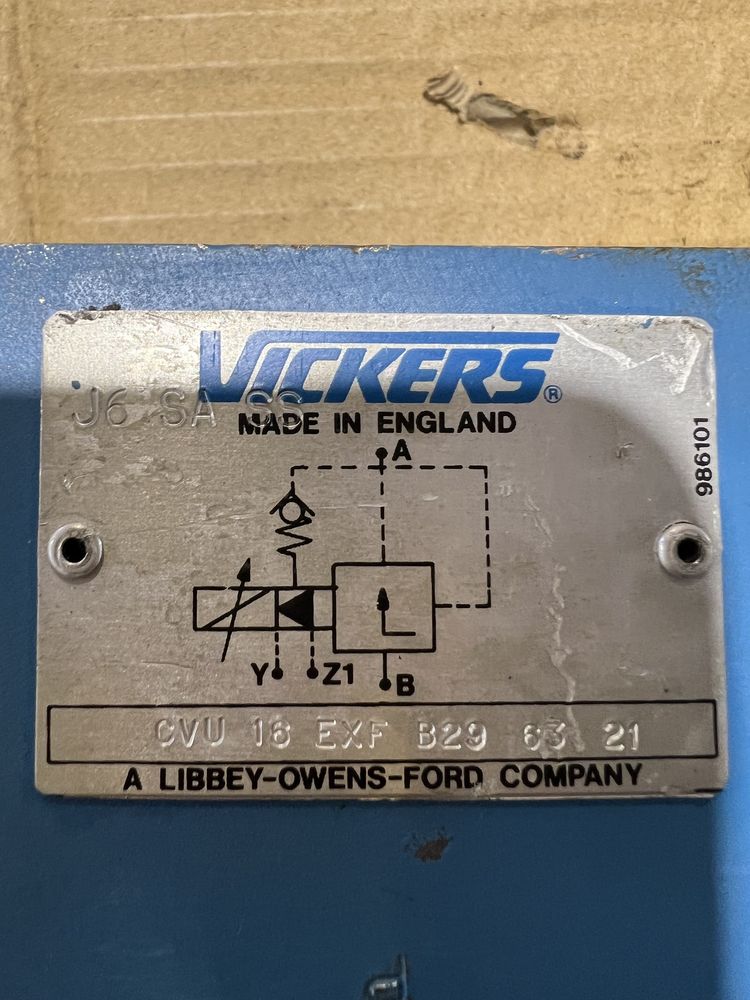 VICKERS®
J6 SA SS
MADE IN ENGLAND
986101
A
Y
Z1
B
CVU 16 EXF B29 63 21
A LIBBEY-OWENS-FORD COMPANY